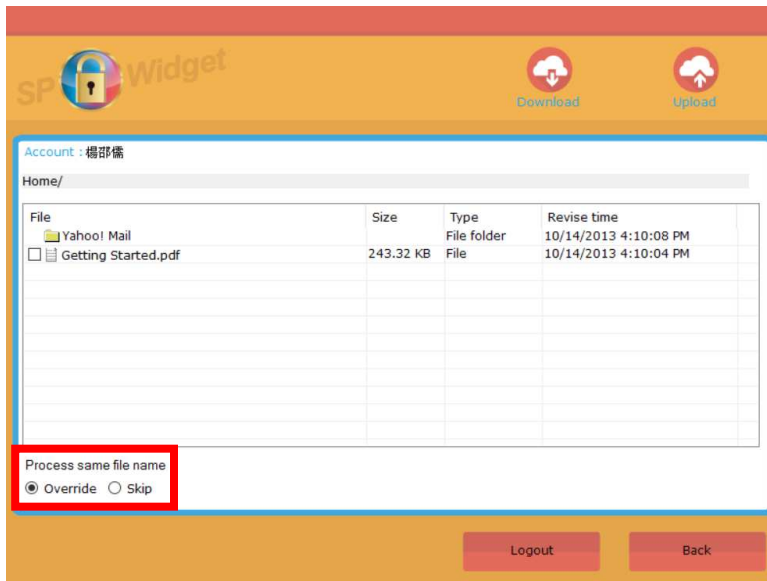 SP Widget
Download Upload
Account : 楊邵儒
Home/
File Size Type Revise time
Yahoo! Mail File folder 10/14/2013 4:10:08 PM
Getting Started.pdf 243.32 KB File 10/14/2013 4:10:04 PM
Process same file name
Override Skip
Logout Back